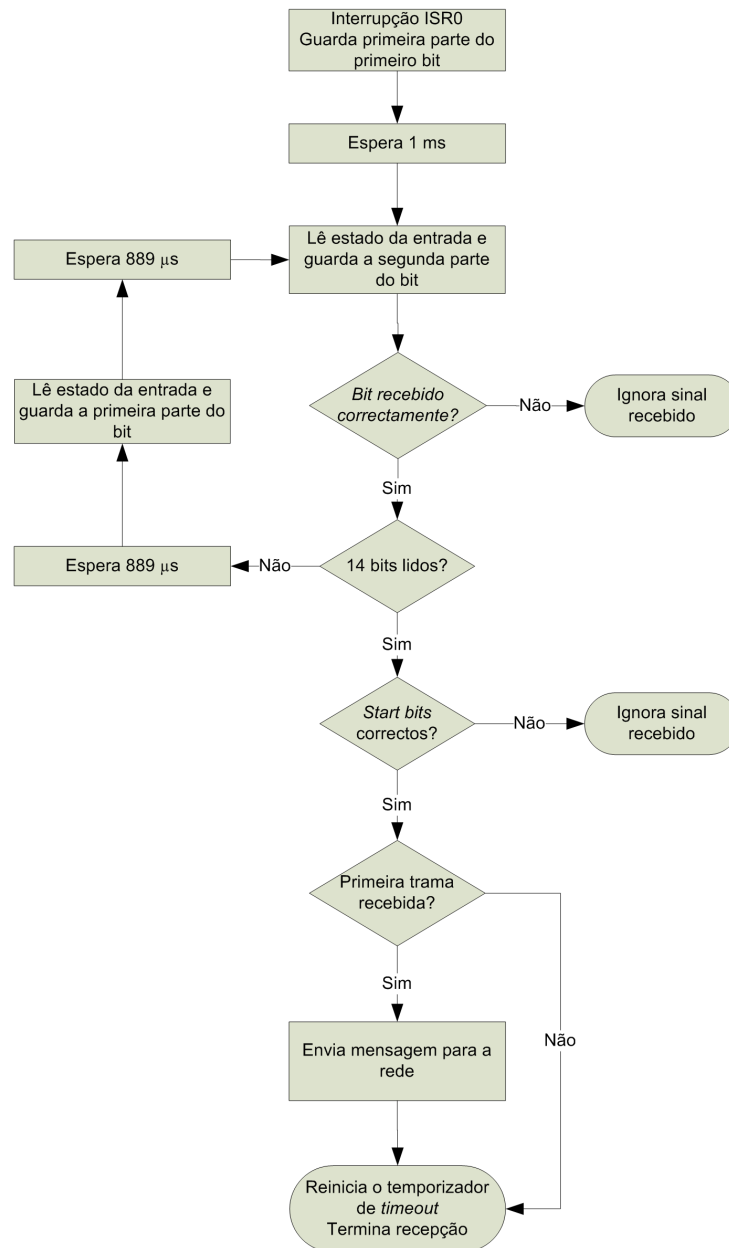 Interrupção ISR0
Guarda primeira parte do
primeiro bit
Espera 1 ms
Lê estado da entrada e
guarda a segunda parte
do bit
Espera 889 μs
Lê estado da entrada e
guarda a primeira parte do
bit
Bit recebido
correctamente?
Não
Ignora sinal
recebido
Sim
Espera 889 μs
Não
14 bits lidos?
Sim
Start bits
correctos?
Não
Ignora sinal
recebido
Sim
Primeira trama
recebida?
Sim
Não
Envia mensagem para a
rede
Reinicia o temporizador
de timeout
Termina recepção